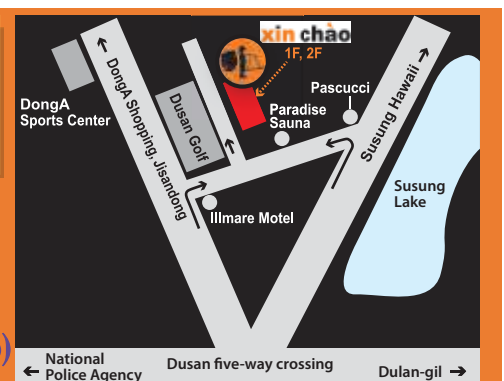 xin chào
1F, 2F
Pascucci
Paradise
Sauna
DongA
Sports Center
DongA Shopping, Jisandong
Dusan Golf
Susung Hawaii
Illmare Motel
Susung
Lake
)
National
Police Agency
Dusan five-way crossing
Dulan-gil